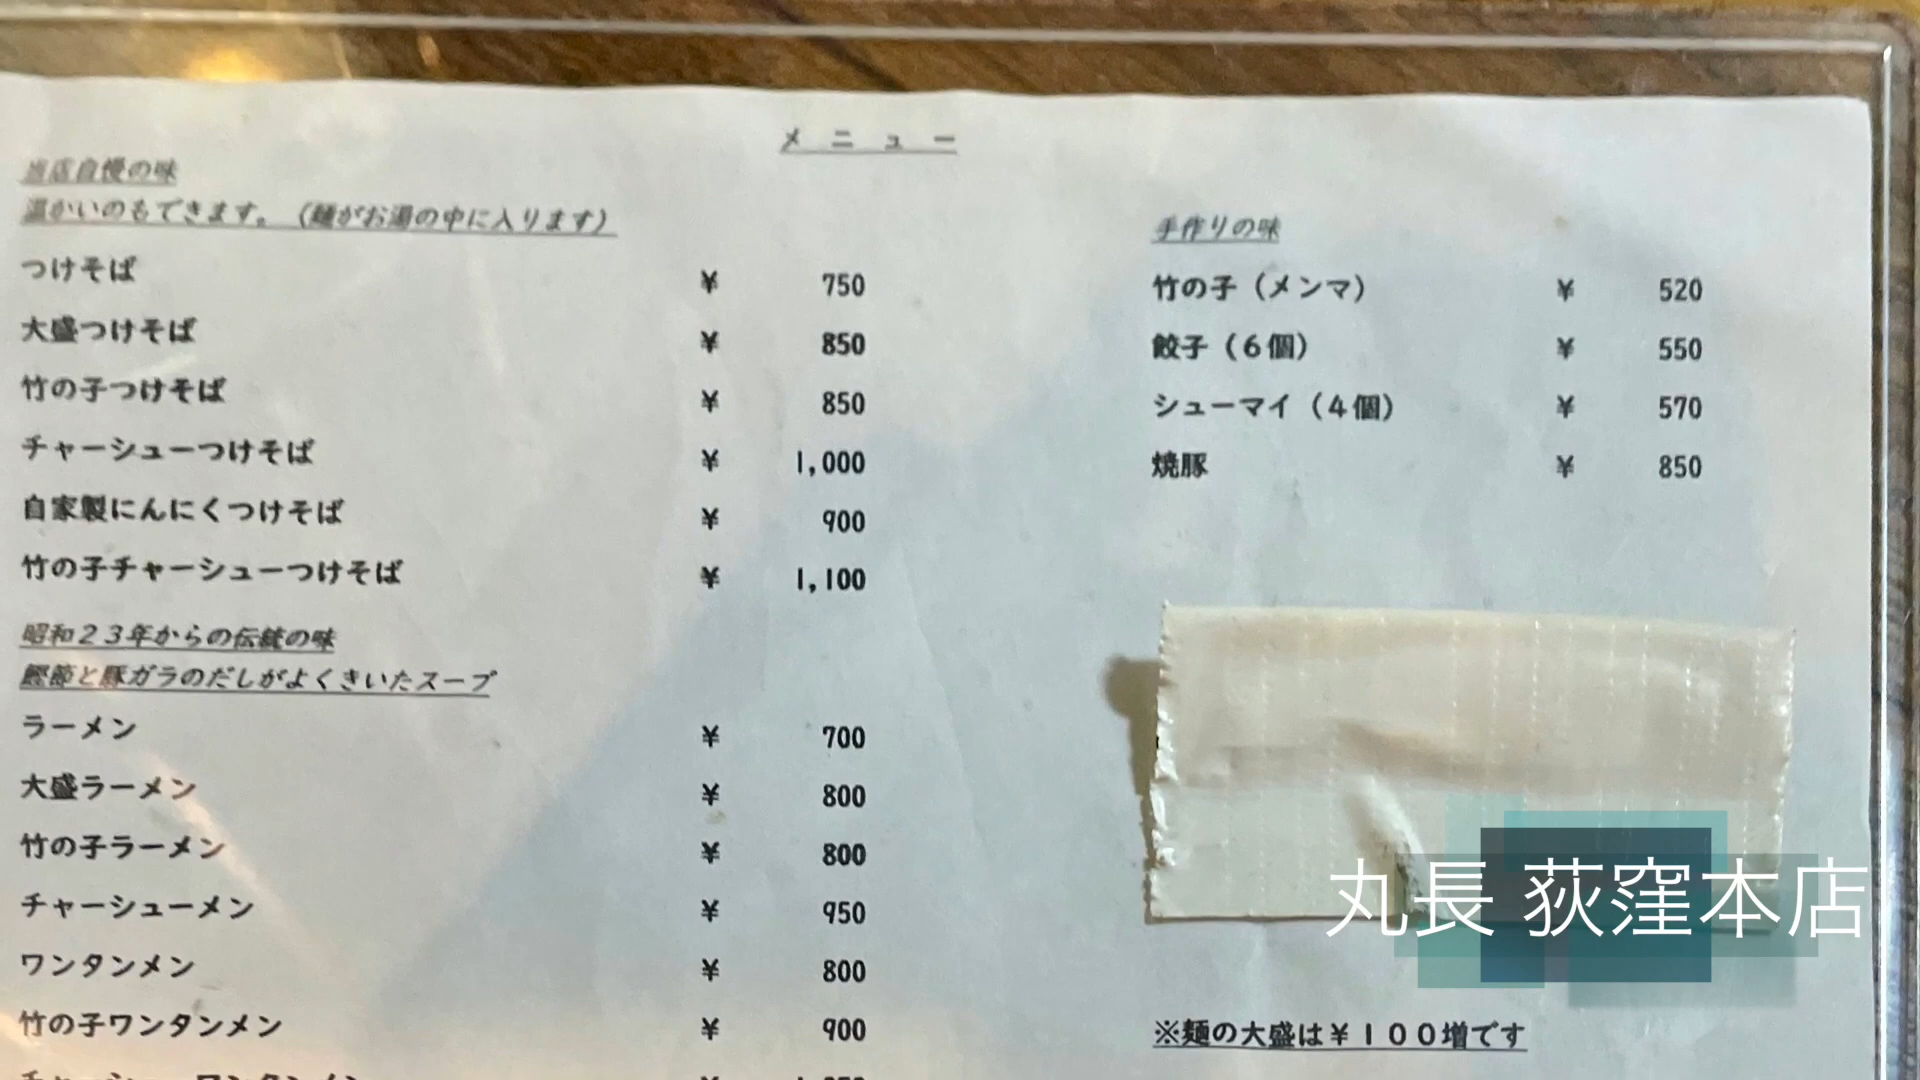 メニュー
当店自慢の味
温かいのもできます。（麺がお湯の中に入ります）
つけそば ¥ 750
大盛つけそば ¥ 850
竹の子つけそば ¥ 850
チャーシューつけそば ¥ 1,000
自家製にんにくつけそば ¥ 900
竹の子チャーシューつけそば ¥ 1,100
昭和２３年からの伝統の味
鰹節と豚ガラのだしがよくきいたスープ
ラーメン ¥ 700
大盛ラーメン ¥ 800
竹の子ラーメン ¥ 800
チャーシューメン ¥ 950
ワンタンメン ¥ 800
竹の子ワンタンメン ¥ 900
手作りの味
竹の子（メンマ） ¥ 520
餃子（６個） ¥ 550
シューマイ（４個） ¥ 570
焼豚 ¥ 850
丸長 荻窪本店
※麺の大盛は¥１００増です